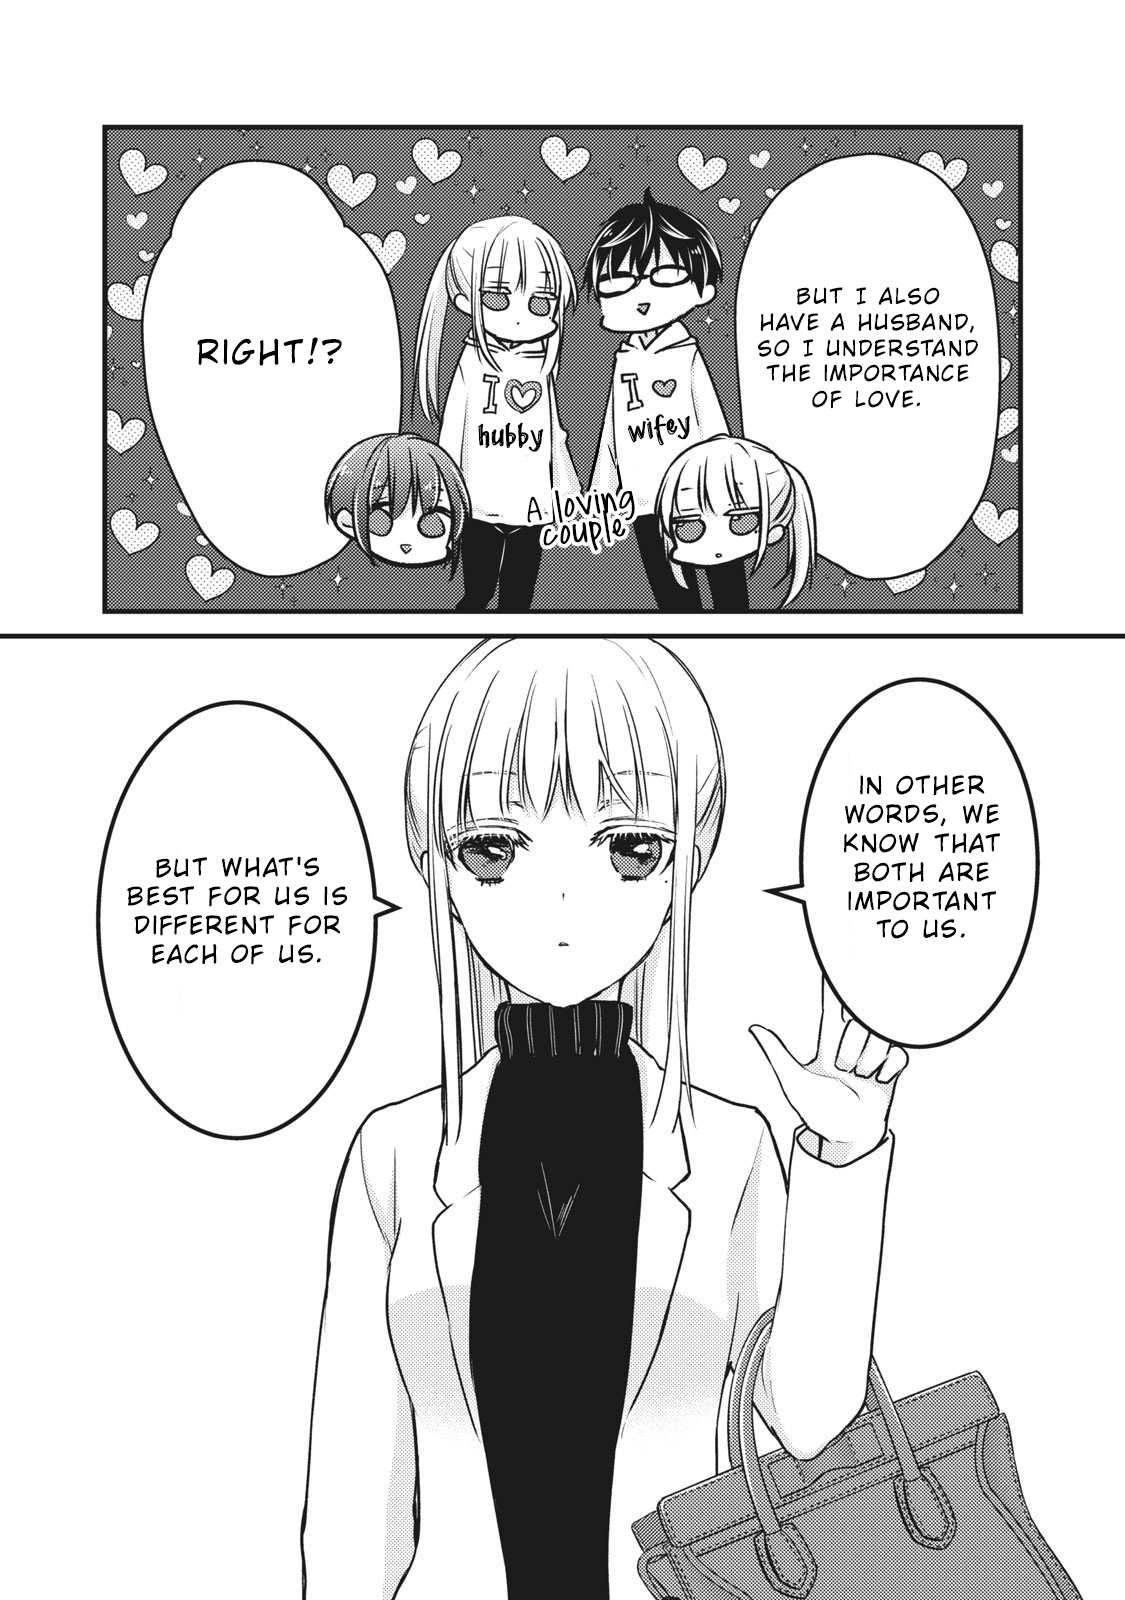 BUT I ALSO
HAVE A HUSBAND,
SO I UNDERSTAND
THE IMPORTANCE
OF LOVE.
I
wifey
I
hubby
A loving
couple
RIGHT!?
IN OTHER
WORDS, WE
KNOW THAT
BOTH ARE
IMPORTANT
TO US.
BUT WHAT'S
BEST FOR US IS
DIFFERENT FOR
EACH OF US.